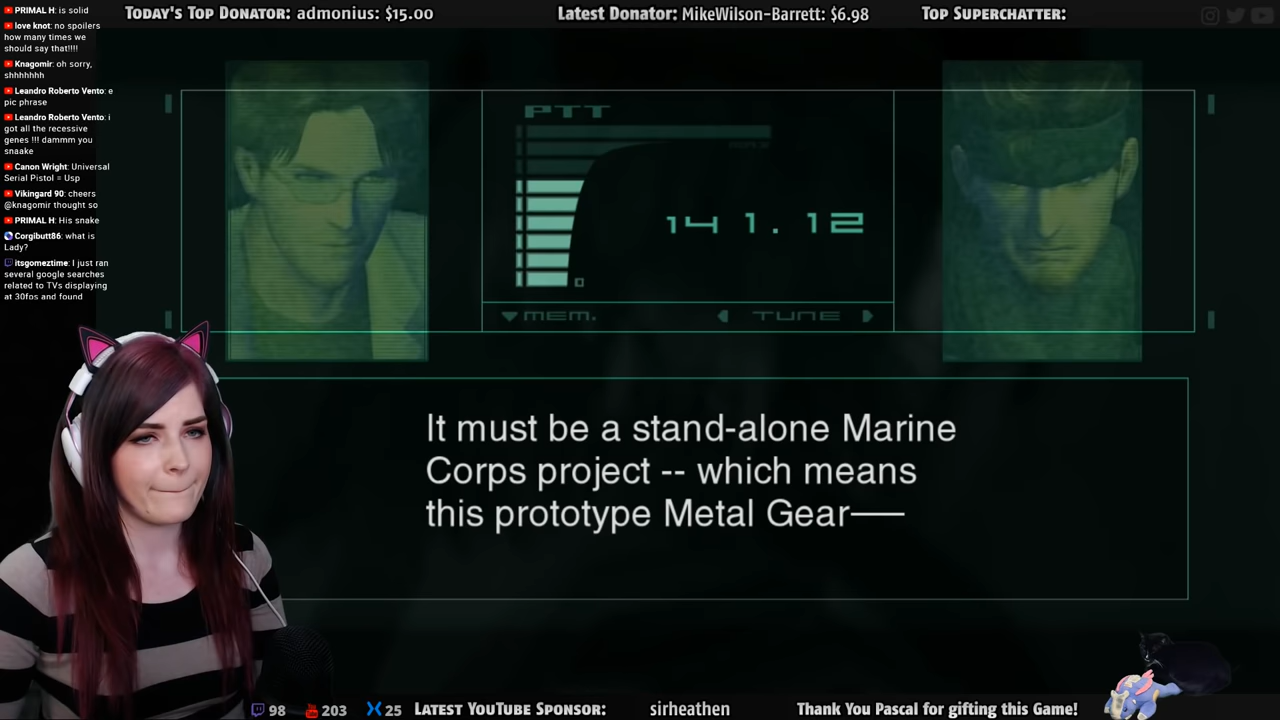 Today's Top Donator: admonius: $15.00
Latest Donator: MikeWilson-Barrett: $6.98
Top Superchatter:
PRIMAL H: is solid
love knot: no spoilers
how many times we
should say that!!!!
Knagomir: oh sorry,
shhhhhhh
Leandro Roberto Vento: e
pic phrase
Leandro Roberto Vento: i
got all the recessive
genes !!! dammm you
snaake
Canon Wright: Universal
Serial Pistol = Usp
Vikingard 90: cheers
@knagomir thought so
PRIMAL H: His snake
Corgibutt86: what is
Lady?
itsgomeztime: I just ran
several google searches
related to TVs displaying
at 30fps and found
PTT
141.12
MEM.
TUNE
It must be a stand-alone Marine
Corps project -- which means
this prototype Metal Gear——
98 203 25 Latest YouTube Sponsor: sirheathen Thank You Pascal for gifting this Game!